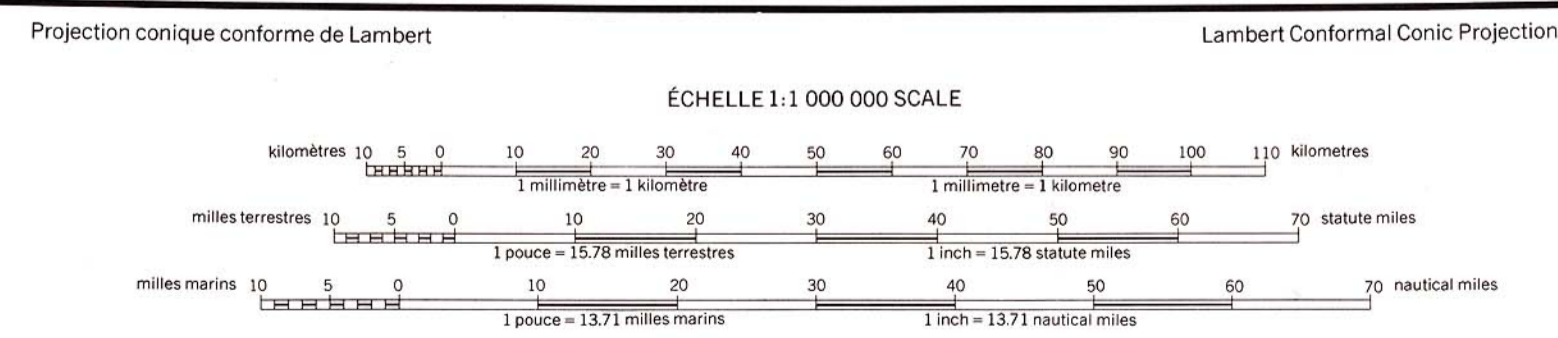 Projection conique conforme de Lambert
Lambert Conformal Conic Projection
ÉCHELLE 1:1 000 000 SCALE
kilomètres 10 5 0 10 20 30 40 50 60 70 80 90 100 110 kilometres
1 millimètre = 1 kilomètre 1 millimetre = 1 kilometre
milles terrestres 10 5 0 10 20 30 40 50 60 70 statute miles
1 pouce = 15.78 milles terrestres 1 inch = 15.78 statute miles
milles marins 10 5 0 10 20 30 40 50 60 70 nautical miles
1 pouce = 13.71 milles marins 1 inch = 13.71 nautical miles